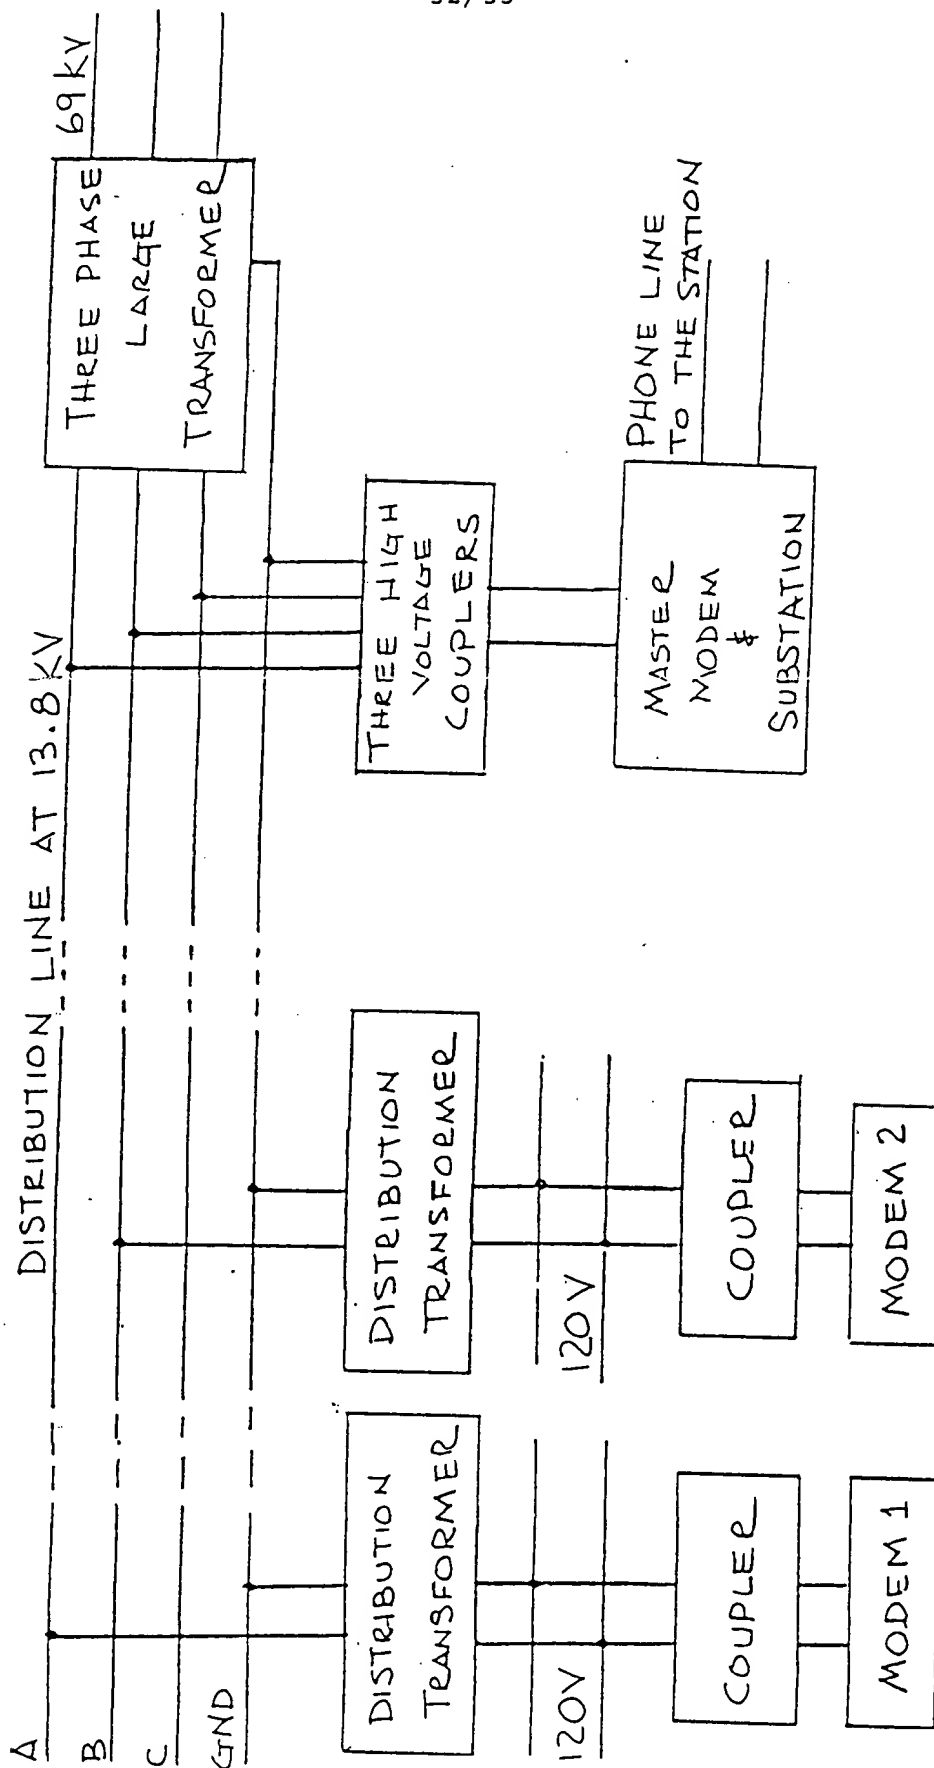 69 KV
THREE PHASE
LARGE
TRANSFORMER
DISTRIBUTION LINE AT 13.8 KV
A
B
C
GND
THREE HIGH
VOLTAGE
COUPLERS
PHONE LINE
TO THE STATION
MASTER
MODEM
&
SUBSTATION
DISTRIBUTION
TRANSFORMER
120V
COUPLER
MODEM 1
DISTRIBUTION
TRANSFORMER
120V
COUPLER
MODEM 2